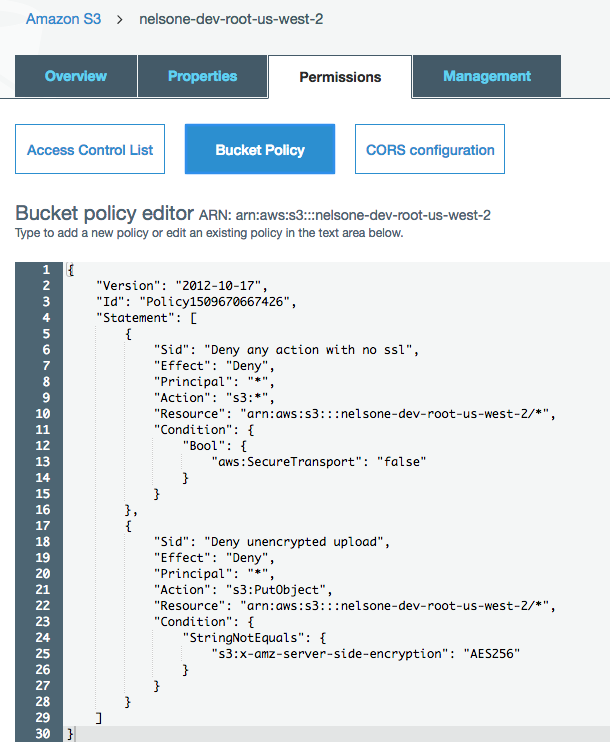 Amazon S3 > nelsone-dev-root-us-west-2
Overview Properties Permissions Management
Access Control List Bucket Policy CORS configuration
Bucket policy editor ARN: arn:aws:s3:::nelsone-dev-root-us-west-2
Type to add a new policy or edit an existing policy in the text area below.
1 {
2 "Version": "2012-10-17",
3 "Id": "Policy1509670667426",
4 "Statement": [
5 {
6 "Sid": "Deny any action with no ssl",
7 "Effect": "Deny",
8 "Principal": "*",
9 "Action": "s3:*",
10 "Resource": "arn:aws:s3:::nelsone-dev-root-us-west-2/*",
11 "Condition": {
12 "Bool": {
13 "aws:SecureTransport": "false"
14 }
15 }
16 },
17 {
18 "Sid": "Deny unencrypted upload",
19 "Effect": "Deny",
20 "Principal": "*",
21 "Action": "s3:PutObject",
22 "Resource": "arn:aws:s3:::nelsone-dev-root-us-west-2/*",
23 "Condition": {
24 "StringNotEquals": {
25 "s3:x-amz-server-side-encryption": "AES256"
26 }
27 }
28 }
29 ]
30 }